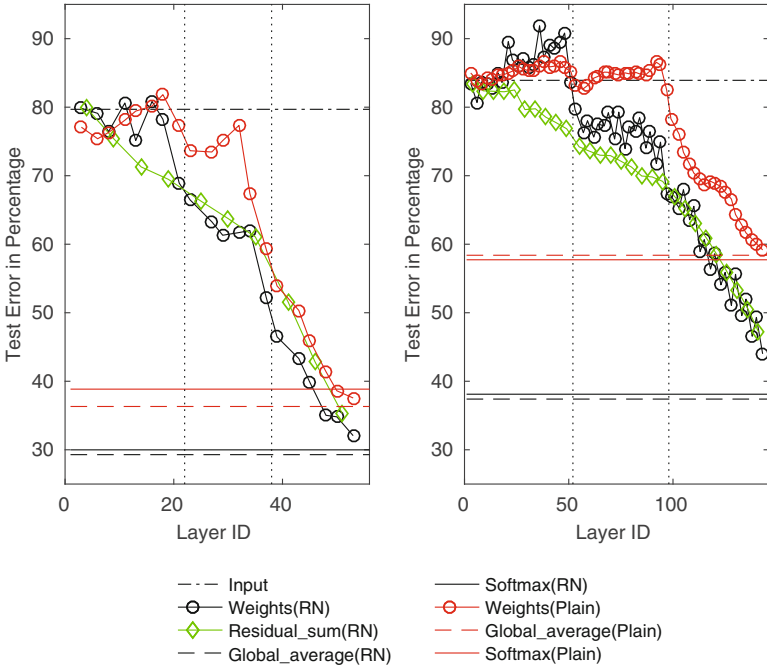 90
80
70
60
50
40
30
0
20
40
Test Error in Percentage
Layer ID
90
80
70
60
50
40
30
0
50
100
Test Error in Percentage
Layer ID
Input
Weights(RN)
Residual_sum(RN)
Global_average(RN)
Softmax(RN)
Weights(Plain)
Global_average(Plain)
Softmax(Plain)